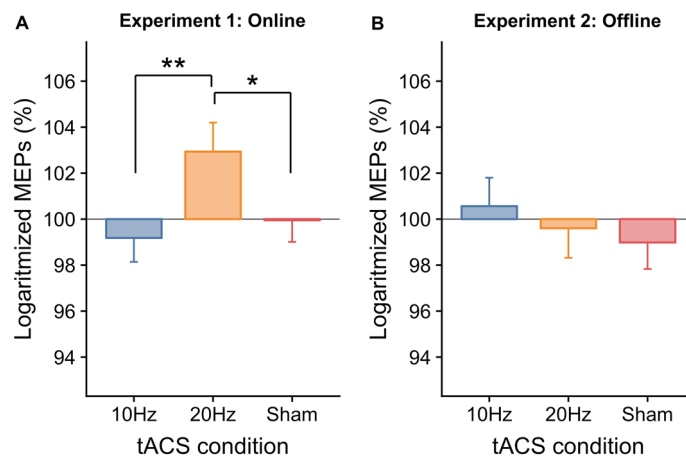 A
Experiment 1: Online
Logaritmized MEPs (%)
106
104
102
100
98
96
94
**
*
10Hz
20Hz
Sham
tACS condition
B
Experiment 2: Offline
Logaritmized MEPs (%)
106
104
102
100
98
96
94
10Hz
20Hz
Sham
tACS condition